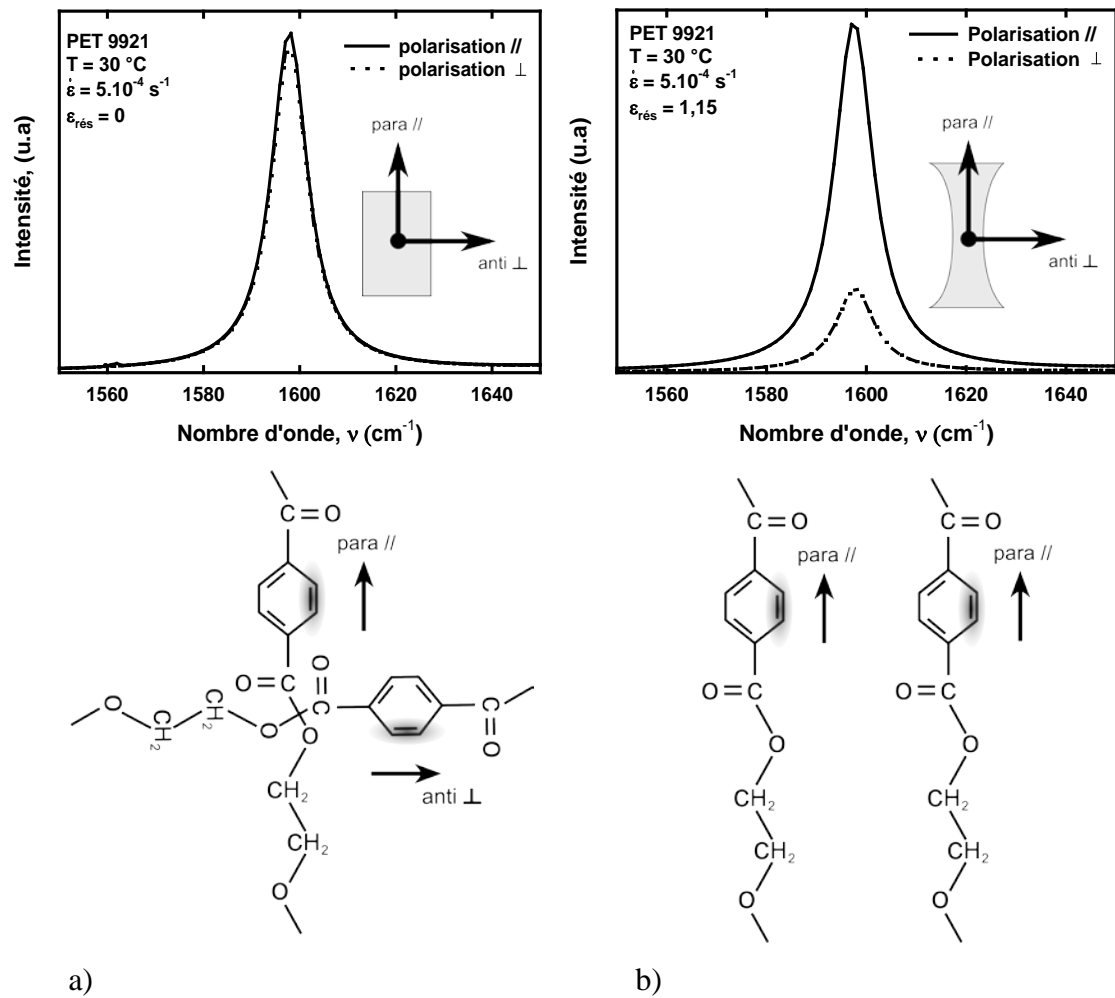 PET 9921
T = 30 °C
ε̇ = 5.10⁻⁴ s⁻¹
εrés = 0
polarisation //
polarisation ⊥
para //
anti ⊥
Intensité, (u.a)
1560 1580 1600 1620 1640
Nombre d'onde, ν (cm⁻¹)
PET 9921
T = 30 °C
ε̇ = 5.10⁻⁴ s⁻¹
εrés = 1,15
Polarisation //
Polarisation ⊥
para //
anti ⊥
Intensité (u.a)
1560 1580 1600 1620 1640
Nombre d'onde, ν (cm⁻¹)
C=O
para //
O=C
O
C
C
O
O
CH₂
CH₂
O
O
anti ⊥
CH₂
CH₂
O
C=O
para //
O=C
O
CH₂
CH₂
O
C=O
para //
O=C
O
CH₂
CH₂
O
a)
b)